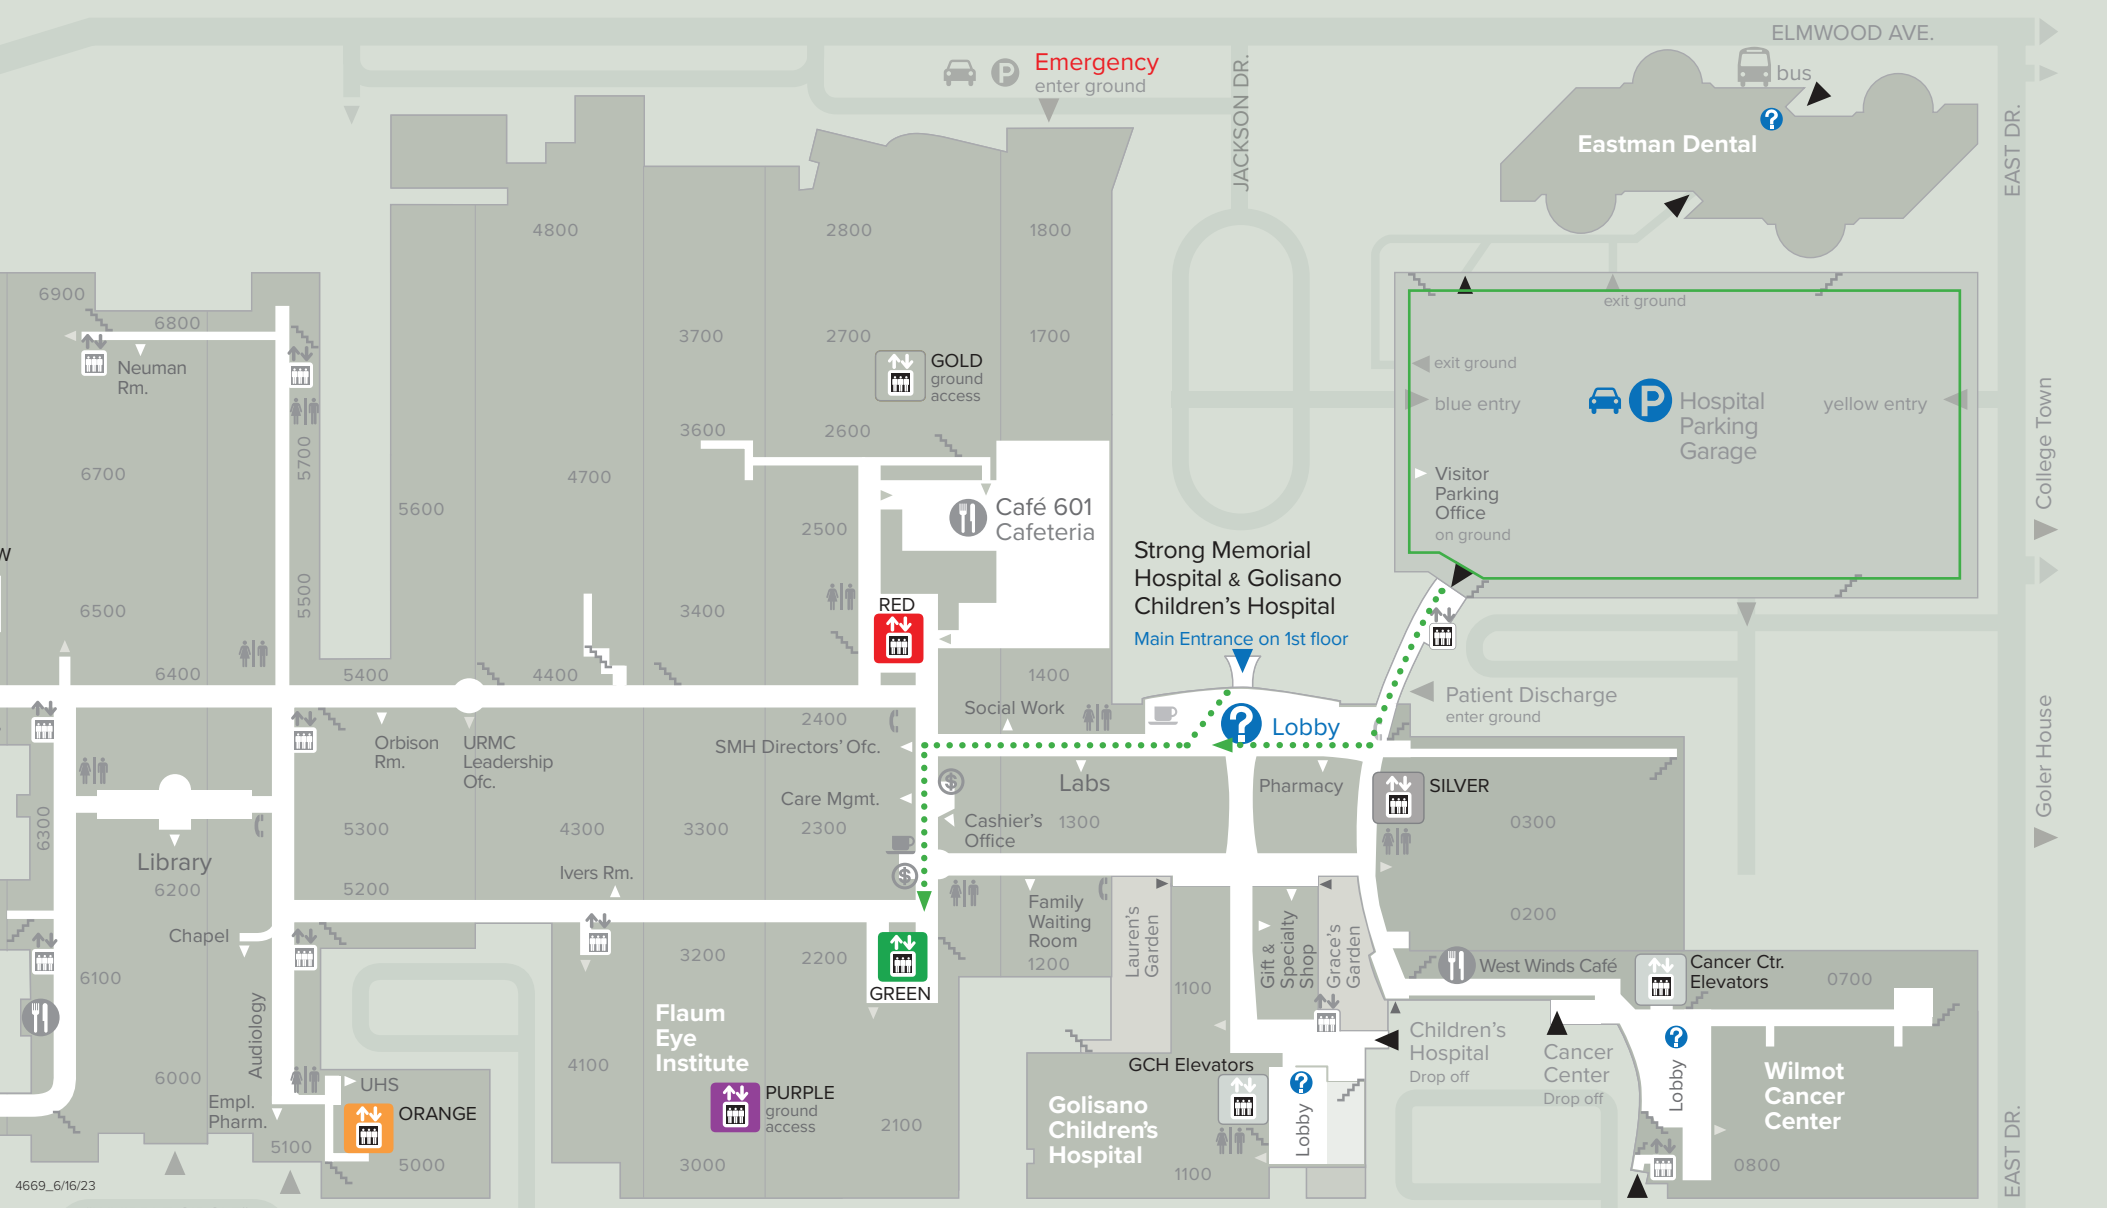 ELMWOOD AVE.
bus
Emergency
enter ground
JACKSON DR.
EAST DR.
Eastman Dental
4800
2800
1800
6900
6800
exit ground
3700
2700
1700
Neuman
Rm.
GOLD
ground
access
exit ground
blue entry
Hospital
Parking
Garage
yellow entry
College Town
3600
2600
5700
6700
4700
Visitor
Parking
Office
on ground
5600
2500
Café 601
Cafeteria
W
Strong Memorial
Hospital & Golisano
Children's Hospital
Main Entrance on 1st floor
5500
6500
3400
RED
6400
5400
4400
1400
Patient Discharge
enter ground
Social Work
2400
Lobby
Orbison
Rm.
URMC
Leadership
Ofc.
SMH Directors' Ofc.
Goler House
Labs
Pharmacy
SILVER
Care Mgmt.
Cashier's
Office
6300
5300
4300
3300
2300
1300
0300
Library
6200
5200
Ivers Rm.
Family
Waiting
Room
1200
Lauren's
Garden
Gift &
Specialty
Shop
Grace's
Garden
0200
Chapel
3200
2200
West Winds Café
Cancer Ctr.
Elevators
0700
6100
1100
GREEN
Flaum
Eye
Institute
Audiology
Children's
Hospital
Drop off
Cancer
Center
Drop off
Lobby
Wilmot
Cancer
Center
4100
GCH Elevators
6000
UHS
PURPLE
ground
access
Empl.
Pharm.
ORANGE
Golisano
Children's
Hospital
Lobby
2100
5100
5000
3000
1100
0800
EAST DR.
4669_6/16/23